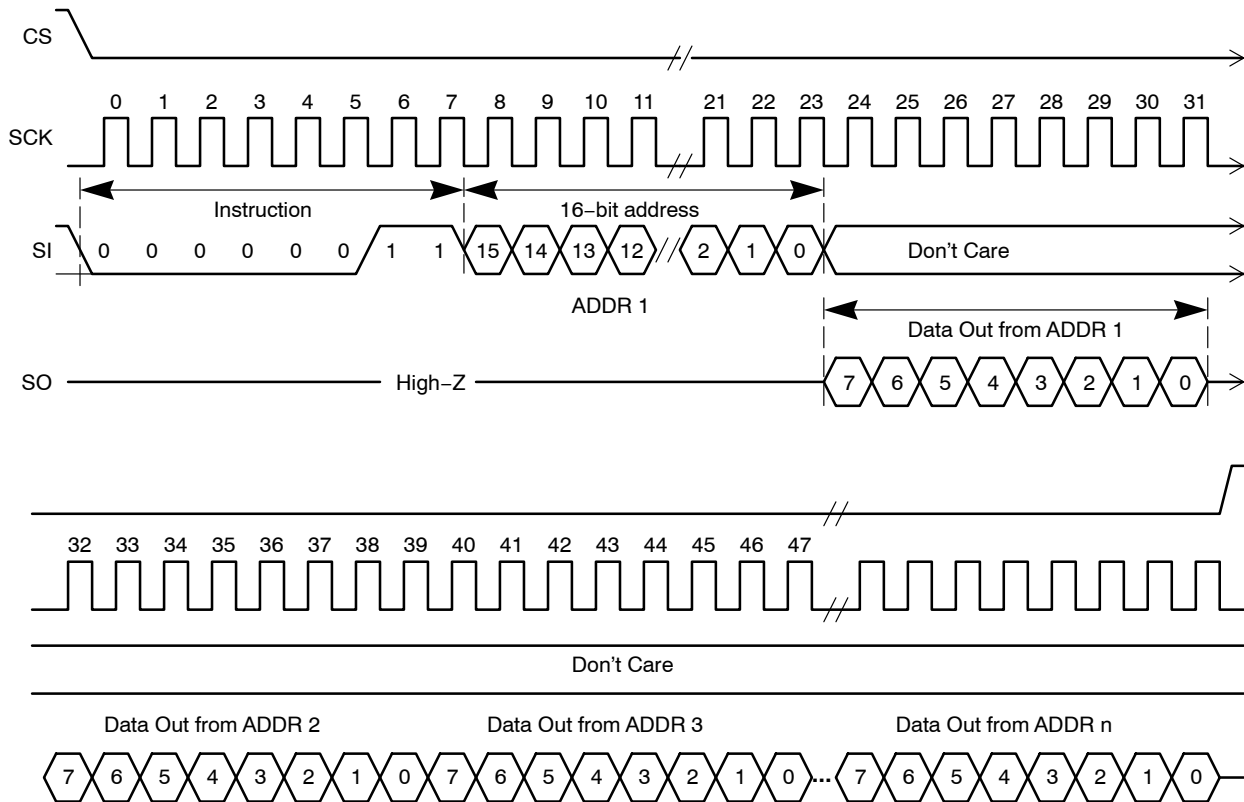 CS
0 1 2 3 4 5 6 7 8 9 10 11 21 22 23 24 25 26 27 28 29 30 31
SCK
Instruction 16−bit address
SI 0 0 0 0 0 0 1 1 15 14 13 12 2 1 0 Don't Care
ADDR 1
Data Out from ADDR 1
SO High−Z 7 6 5 4 3 2 1 0
32 33 34 35 36 37 38 39 40 41 42 43 44 45 46 47
Don't Care
Data Out from ADDR 2 Data Out from ADDR 3 Data Out from ADDR n
7 6 5 4 3 2 1 0 7 6 5 4 3 2 1 0 ... 7 6 5 4 3 2 1 0